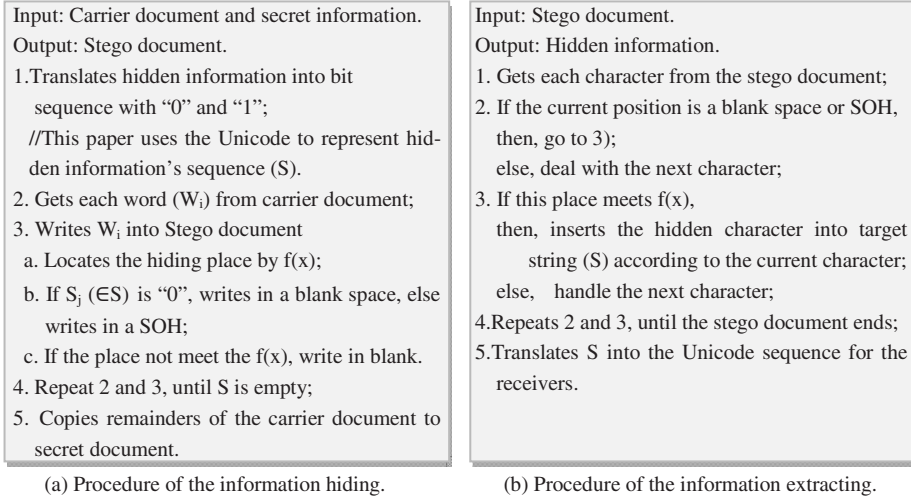 Input: Carrier document and secret information.
Output: Stego document.
1.Translates hidden information into bit
sequence with “0” and “1”;
//This paper uses the Unicode to represent hid-
den information’s sequence (S).
2. Gets each word (Wi) from carrier document;
3. Writes Wi into Stego document
a. Locates the hiding place by f(x);
b. If Sj (∈S) is “0”, writes in a blank space, else
writes in a SOH;
c. If the place not meet the f(x), write in blank.
4. Repeat 2 and 3, until S is empty;
5. Copies remainders of the carrier document to
secret document.
(a) Procedure of the information hiding.
Input: Stego document.
Output: Hidden information.
1. Gets each character from the stego document;
2. If the current position is a blank space or SOH,
then, go to 3);
else, deal with the next character;
3. If this place meets f(x),
then, inserts the hidden character into target
string (S) according to the current character;
else, handle the next character;
4.Repeats 2 and 3, until the stego document ends;
5.Translates S into the Unicode sequence for the
receivers.
(b) Procedure of the information extracting.